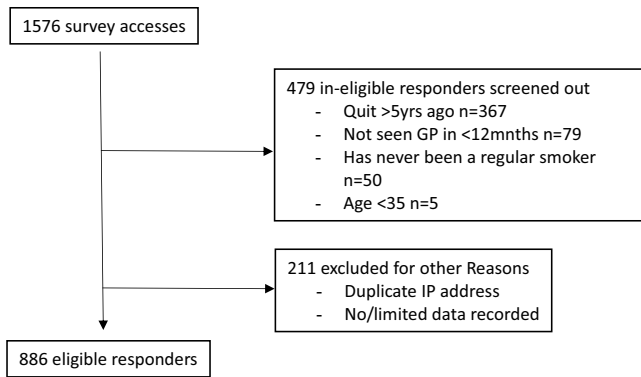 1576 survey accesses
479 in-eligible responders screened out
- Quit >5yrs ago n=367
- Not seen GP in <12mnths n=79
- Has never been a regular smoker
n=50
- Age <35 n=5
211 excluded for other Reasons
- Duplicate IP address
- No/limited data recorded
886 eligible responders